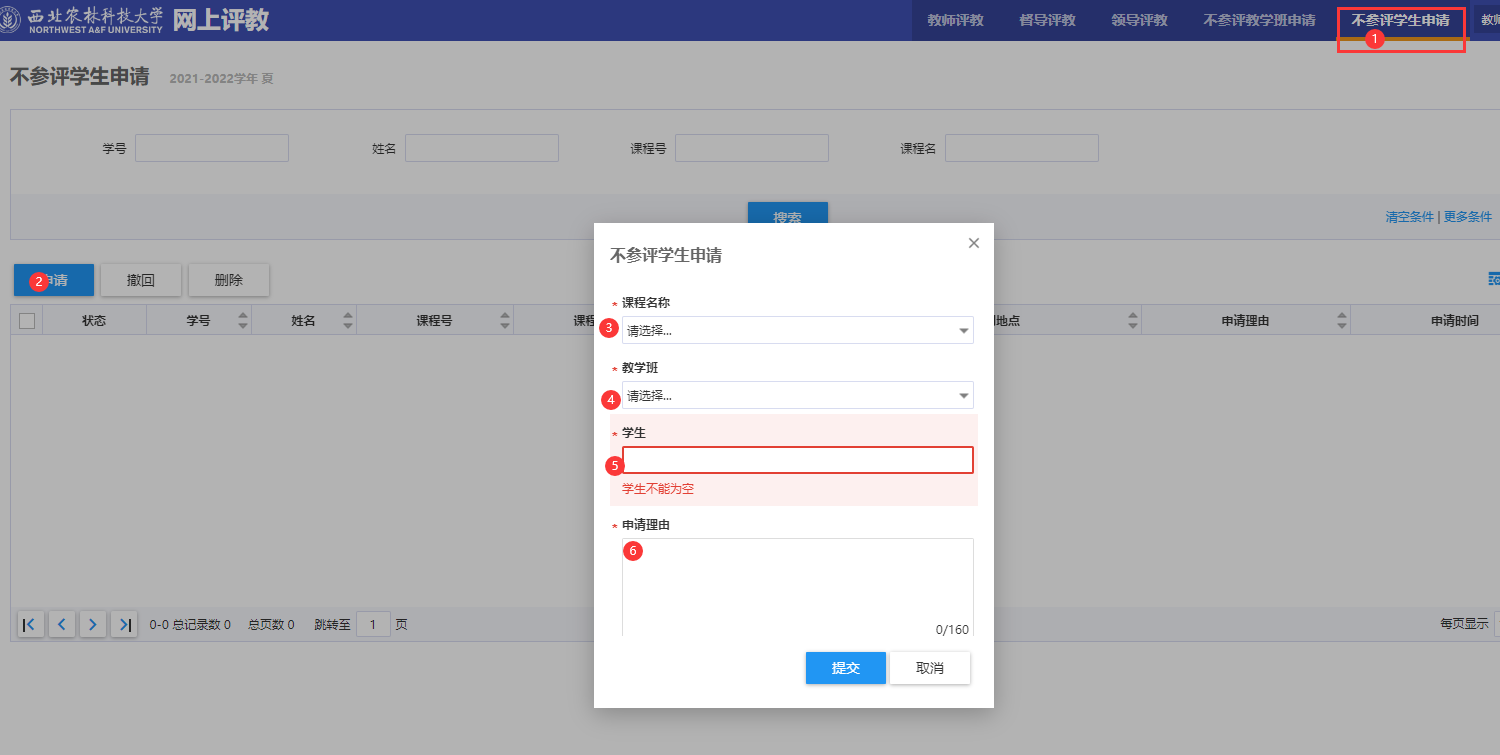 西北农林科技大学
NORTHWEST A&F UNIVERSITY
网上评教
教师评教 督导评教 领导评教 不参评教学班申请 不参评学生申请 教师
1
不参评学生申请 2021-2022学年 夏
学号 姓名 课程号 课程名
搜索
清空条件 | 更多条件
2 申请 撤回 删除
状态 学号 姓名 课程号 课程 地点 申请理由 申请时间
不参评学生申请
* 课程名称
3 请选择...
* 教学班
4 请选择...
* 学生
5
学生不能为空
* 申请理由
6
0/160
提交 取消
0-0 总记录数 0 总页数 0 跳转至 1 页
每页显示